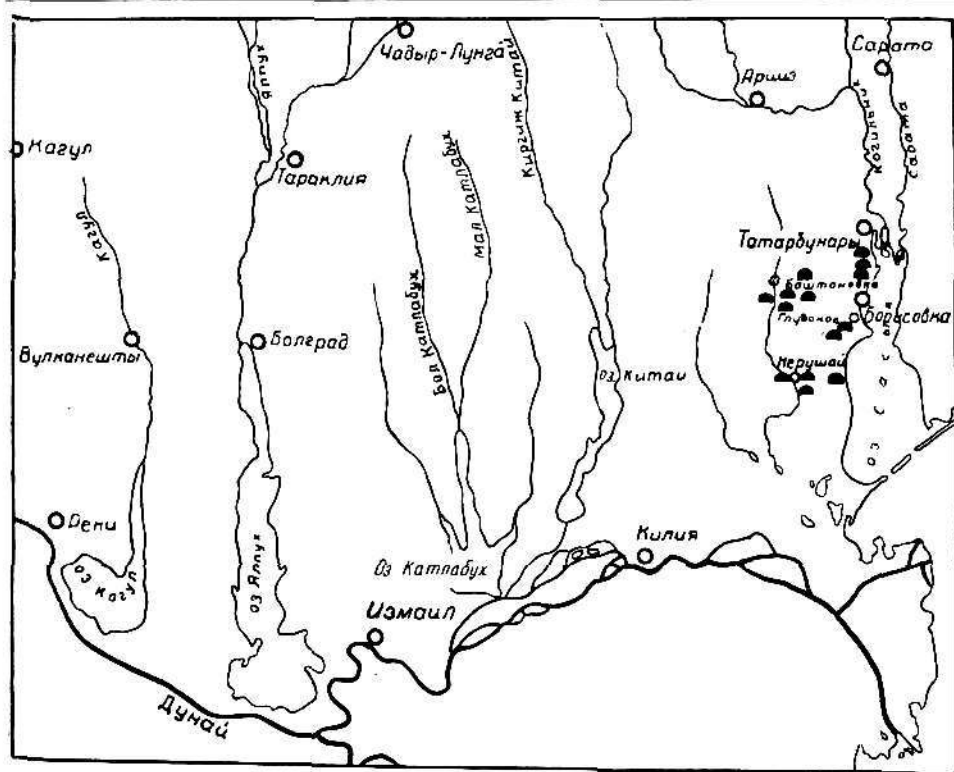 Чадыр-Лунга
Сарата
Ялпух
Киргиж Китай
Арциз
Когильник
Сарата
Кагул
Тараклия
Бол Катлабух
мал Катлабух
Кагул
Татарбунары
Баштановка
Глубокое
Борисовка
Вулканешты
Болград
оз. Китаи
Нерушай
оз Сасык
Рени
оз Кагул
оз Ялпух
Оз Катлабух
Килия
Измаил
Дунай